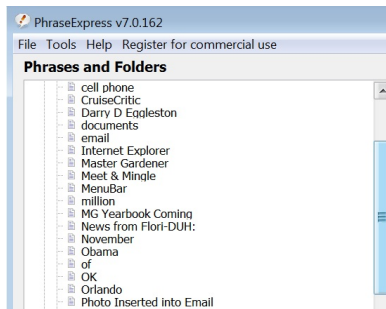 PhraseExpress v7.0.162
File Tools Help Register for commercial use
Phrases and Folders
cell phone
CruiseCritic
Darry D Eggleston
documents
email
Internet Explorer
Master Gardener
Meet & Mingle
MenuBar
million
MG Yearbook Coming
News from Flori-DUH:
November
Obama
of
OK
Orlando
Photo Inserted into Email